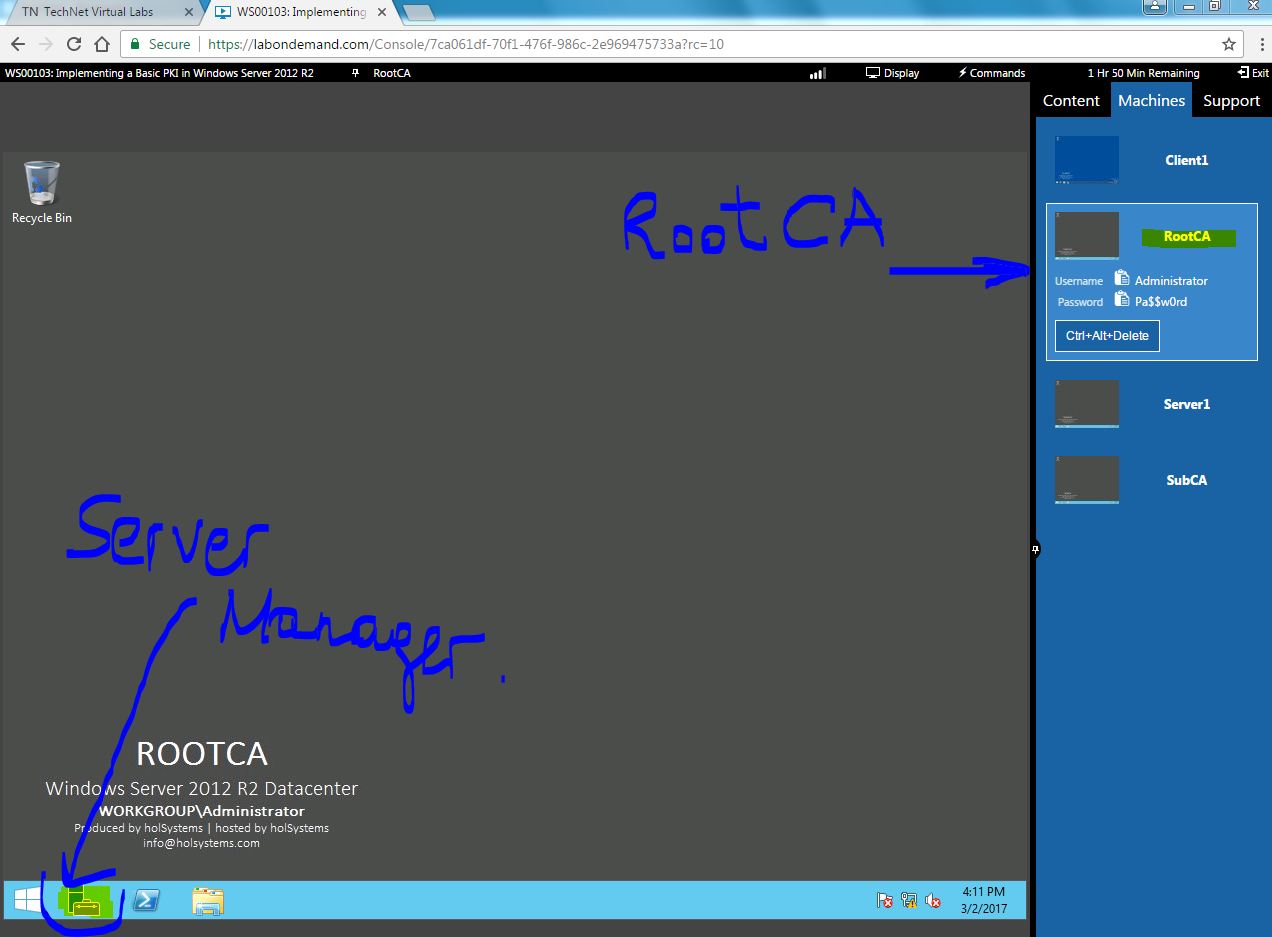 TN TechNet Virtual Labs
WS00103: Implementing
Secure
https://labondemand.com/Console/7ca061df-70f1-476f-986c-2e969475733a?rc=10
WS00103: Implementing a Basic PKI in Windows Server 2012 R2
RootCA
Display
Commands
1 Hr 50 Min Remaining
Exit
Content
Machines
Support
Recycle Bin
RootCA
Client1
RootCA
Username
Administrator
Password
Pa$$w0rd
Ctrl+Alt+Delete
Server1
SubCA
Server
Manager.
ROOTCA
Windows Server 2012 R2 Datacenter
WORKGROUP\Administrator
Produced by holSystems | hosted by holSystems
info@holsystems.com
4:11 PM
3/2/2017